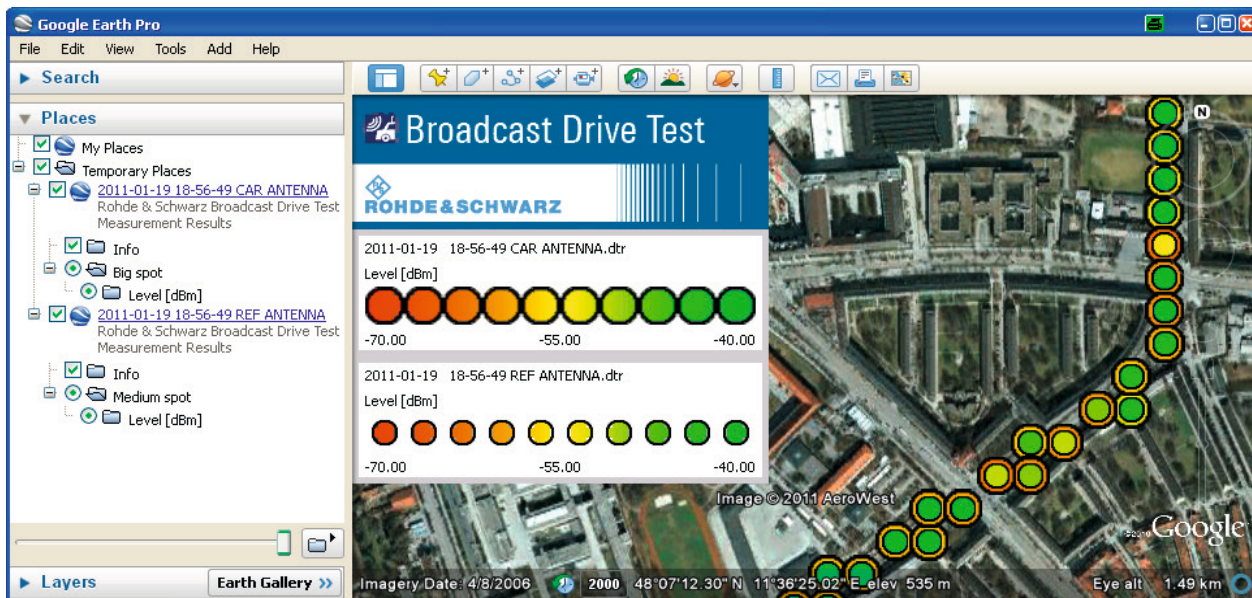 Google Earth Pro
File Edit View Tools Add Help
Search
Places
My Places
Temporary Places
2011-01-19 18-56-49 CAR ANTENNA
Rohde & Schwarz Broadcast Drive Test
Measurement Results
Info
Big spot
Level [dBm]
2011-01-19 18-56-49 REF ANTENNA
Rohde & Schwarz Broadcast Drive Test
Measurement Results
Info
Medium spot
Level [dBm]
Layers
Earth Gallery >>
Broadcast Drive Test
R&S
ROHDE&SCHWARZ
2011-01-19 18-56-49 CAR ANTENNA.dtr
Level [dBm]
-70.00 -55.00 -40.00
2011-01-19 18-56-49 REF ANTENNA.dtr
Level [dBm]
-70.00 -55.00 -40.00
N
Image © 2011 AeroWest
Google
Imagery Date: 4/8/2006 2000 48°07'12.30" N 11°36'25.02" E elev 535 m Eye alt 1.49 km